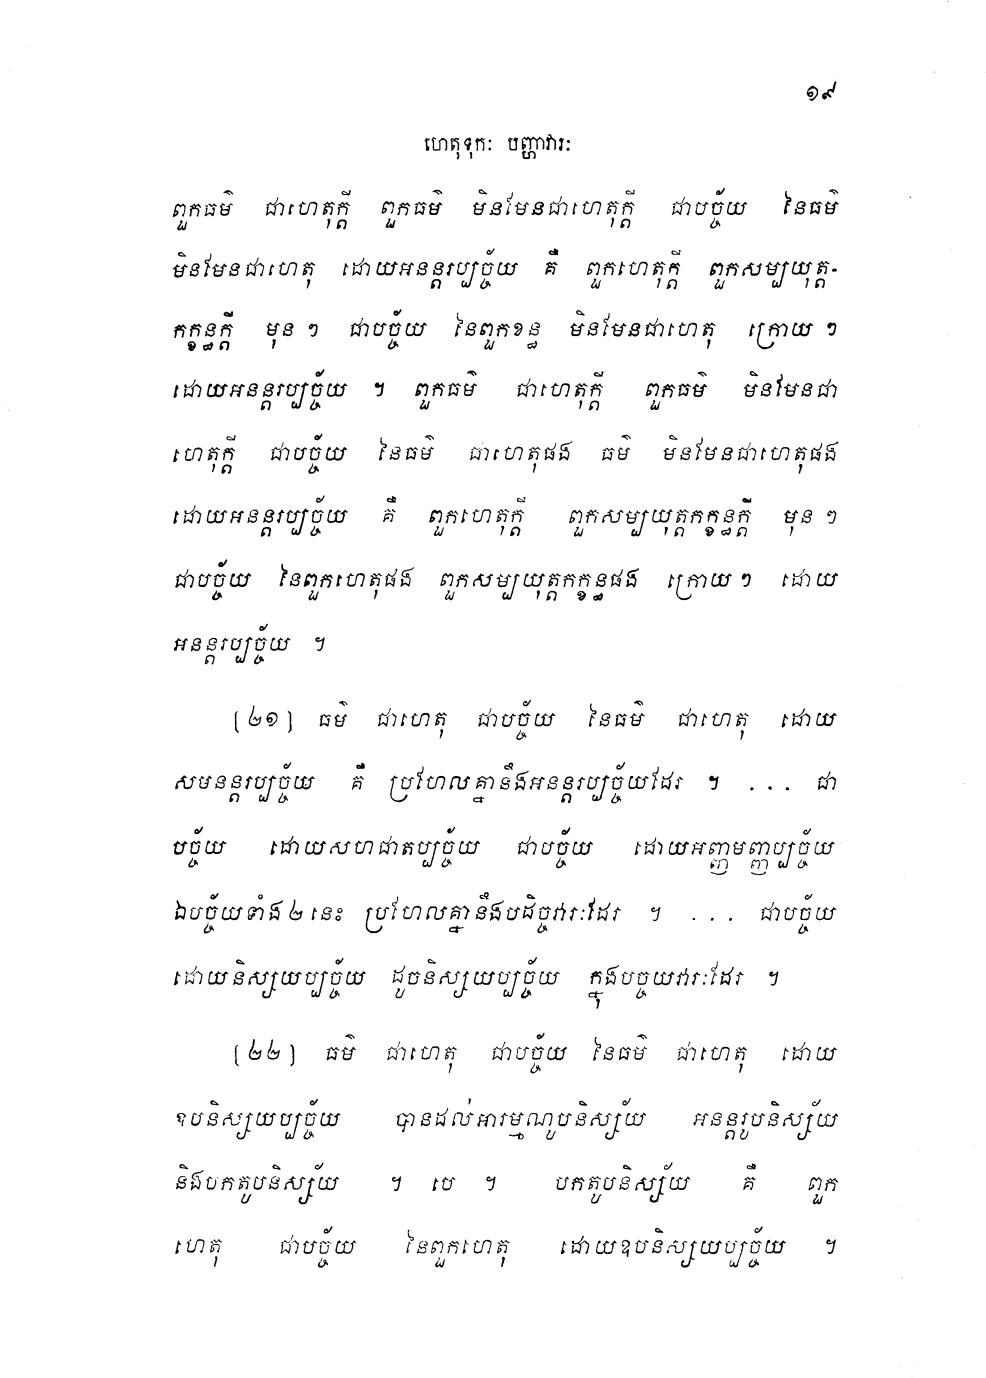 ១៩
ហេតុទុកៈ បញ្ហាវារៈ
ពួកធម៌ ជាហេតុក្តី ពួកធម៌ មិនមែនជាហេតុក្តី ជាបច្ច័យ នៃធម៌
មិនមែនជាហេតុ ដោយអនន្តរប្បច្ច័យ គឺ ពួកហេតុក្តី ពួកសម្បយុត្ត-
កក្ខន្ធក្តី មុន ៗ ជាបច្ច័យ នៃពួកខន្ធ មិនមែនជាហេតុ ក្រោយ ៗ
ដោយអនន្តរប្បច្ច័យ ។ ពួកធម៌ ជាហេតុក្តី ពួកធម៌ មិនមែនជា
ហេតុក្តី ជាបច្ច័យ នៃធម៌ ជាហេតុផង ធម៌ មិនមែនជាហេតុផង
ដោយអនន្តរប្បច្ច័យ គឺ ពួកហេតុក្តី ពួកសម្បយុត្តកក្ខន្ធក្តី មុន ៗ
ជាបច្ច័យ នៃពួកហេតុផង ពួកសម្បយុត្តកក្ខន្ធផង ក្រោយ ៗ ដោយ
អនន្តរប្បច្ច័យ ។
[២១] ធម៌ ជាហេតុ ជាបច្ច័យ នៃធម៌ ជាហេតុ ដោយ
សមនន្តរប្បច្ច័យ គឺ ប្រហែលគ្នានឹងអនន្តរប្បច្ច័យដែរ ។ ... ជា
បច្ច័យ ដោយសហជាតប្បច្ច័យ ជាបច្ច័យ ដោយអញ្ញមញ្ញប្បច្ច័យ
ឯបច្ច័យទាំង ២ នេះ ប្រហែលគ្នានឹងបដិច្ចវារៈដែរ ។ ... ជាបច្ច័យ
ដោយនិស្សយប្បច្ច័យ ដូចនិស្សយប្បច្ច័យ ក្នុងបច្ចយវារៈដែរ ។
[២២] ធម៌ ជាហេតុ ជាបច្ច័យ នៃធម៌ ជាហេតុ ដោយ
ឧបនិស្សយប្បច្ច័យ បានដល់អារម្មណូបនិស្ស័យ អនន្តរូបនិស្ស័យ
និងបកតូបនិស្ស័យ ។ បេ ។ បកតូបនិស្ស័យ គឺ ពួក
ហេតុ ជាបច្ច័យ នៃពួកហេតុ ដោយឧបនិស្សយប្បច្ច័យ ។